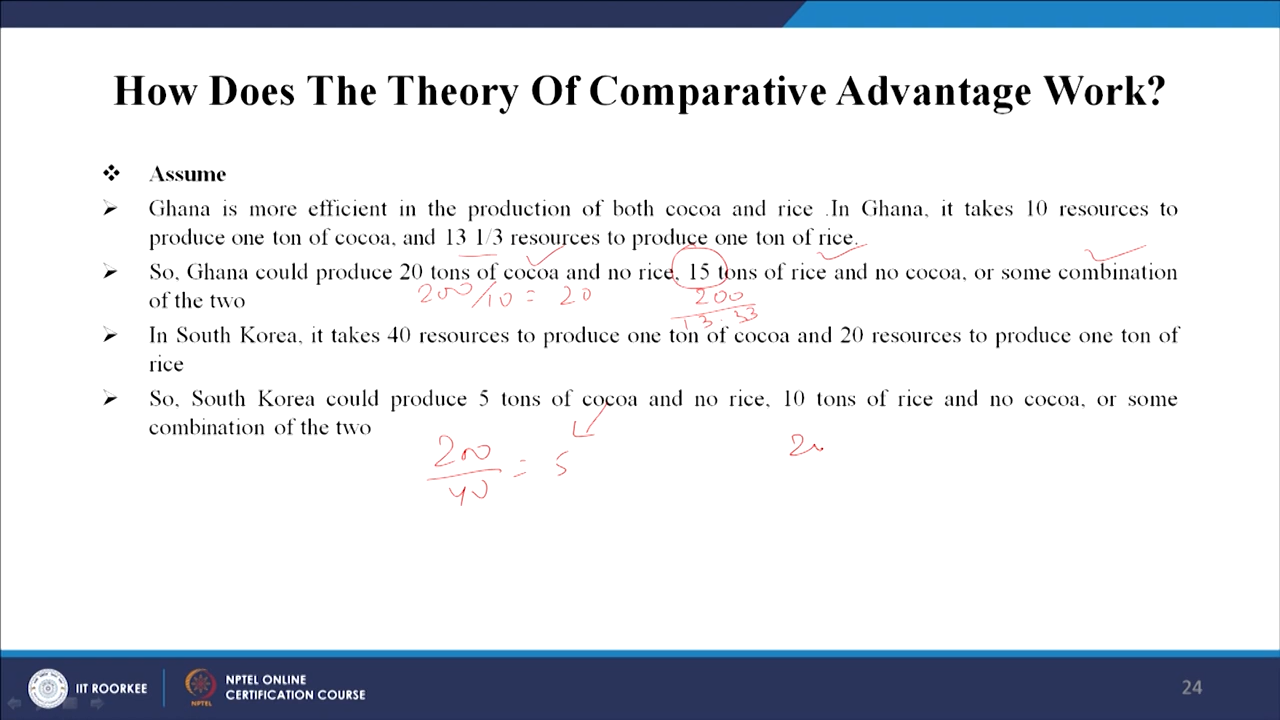 How Does The Theory Of Comparative Advantage Work?
Assume
Ghana is more efficient in the production of both cocoa and rice .In Ghana, it takes 10 resources to
produce one ton of cocoa, and 13 1/3 resources to produce one ton of rice.
So, Ghana could produce 20 tons of cocoa and no rice, 15 tons of rice and no cocoa, or some combination
of the two
200/10 = 20
200
13.33
In South Korea, it takes 40 resources to produce one ton of cocoa and 20 resources to produce one ton of
rice
So, South Korea could produce 5 tons of cocoa and no rice, 10 tons of rice and no cocoa, or some
combination of the two
200
40
= 5
IIT ROORKEE
NPTEL
NPTEL ONLINE
CERTIFICATION COURSE
24